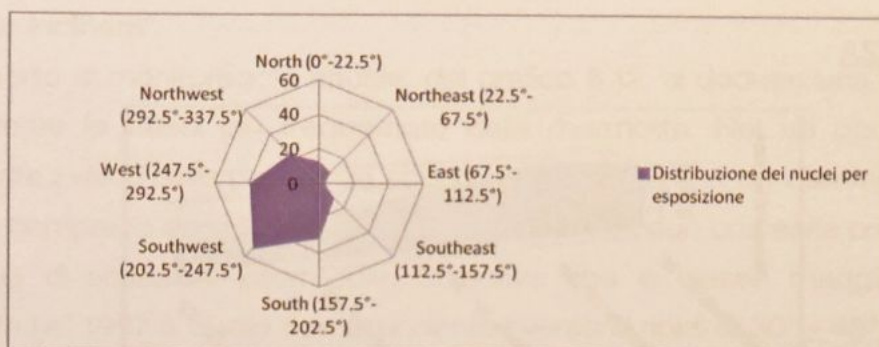 North (0°-22.5°)
60
Northwest
(292.5°-337.5°)
40
Northeast (22.5°-
67.5°)
20
West (247.5°-
292.5°)
0
East (67.5°-
112.5°)
Distribuzione dei nuclei per
esposizione
Southwest
(202.5°-247.5°)
Southeast
(112.5°-157.5°)
South (157.5°-
202.5°)